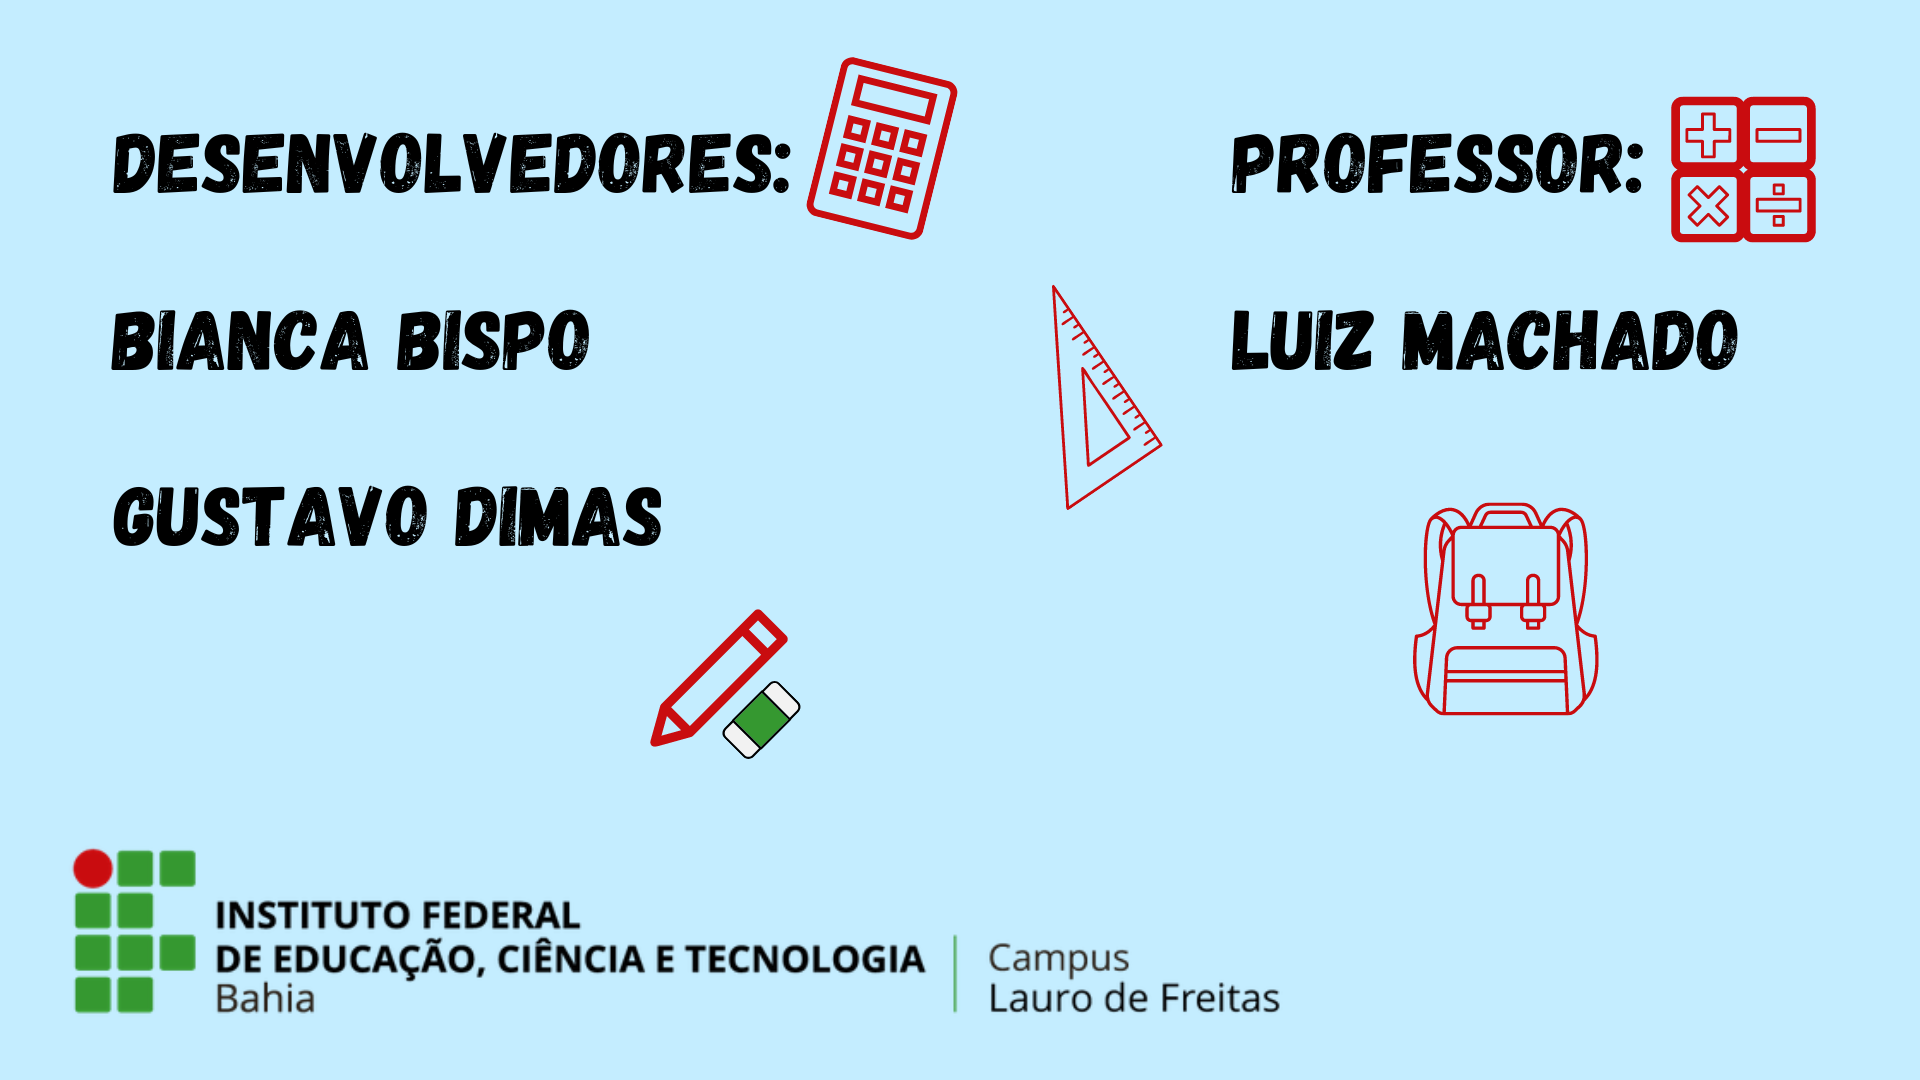 DESENVOLVEDORES:
BIANCA BISPO
GUSTAVO DIMAS
PROFESSOR:
LUIZ MACHADO
INSTITUTO FEDERAL
DE EDUCAÇÃO, CIÊNCIA E TECNOLOGIA
Bahia
Campus
Lauro de Freitas